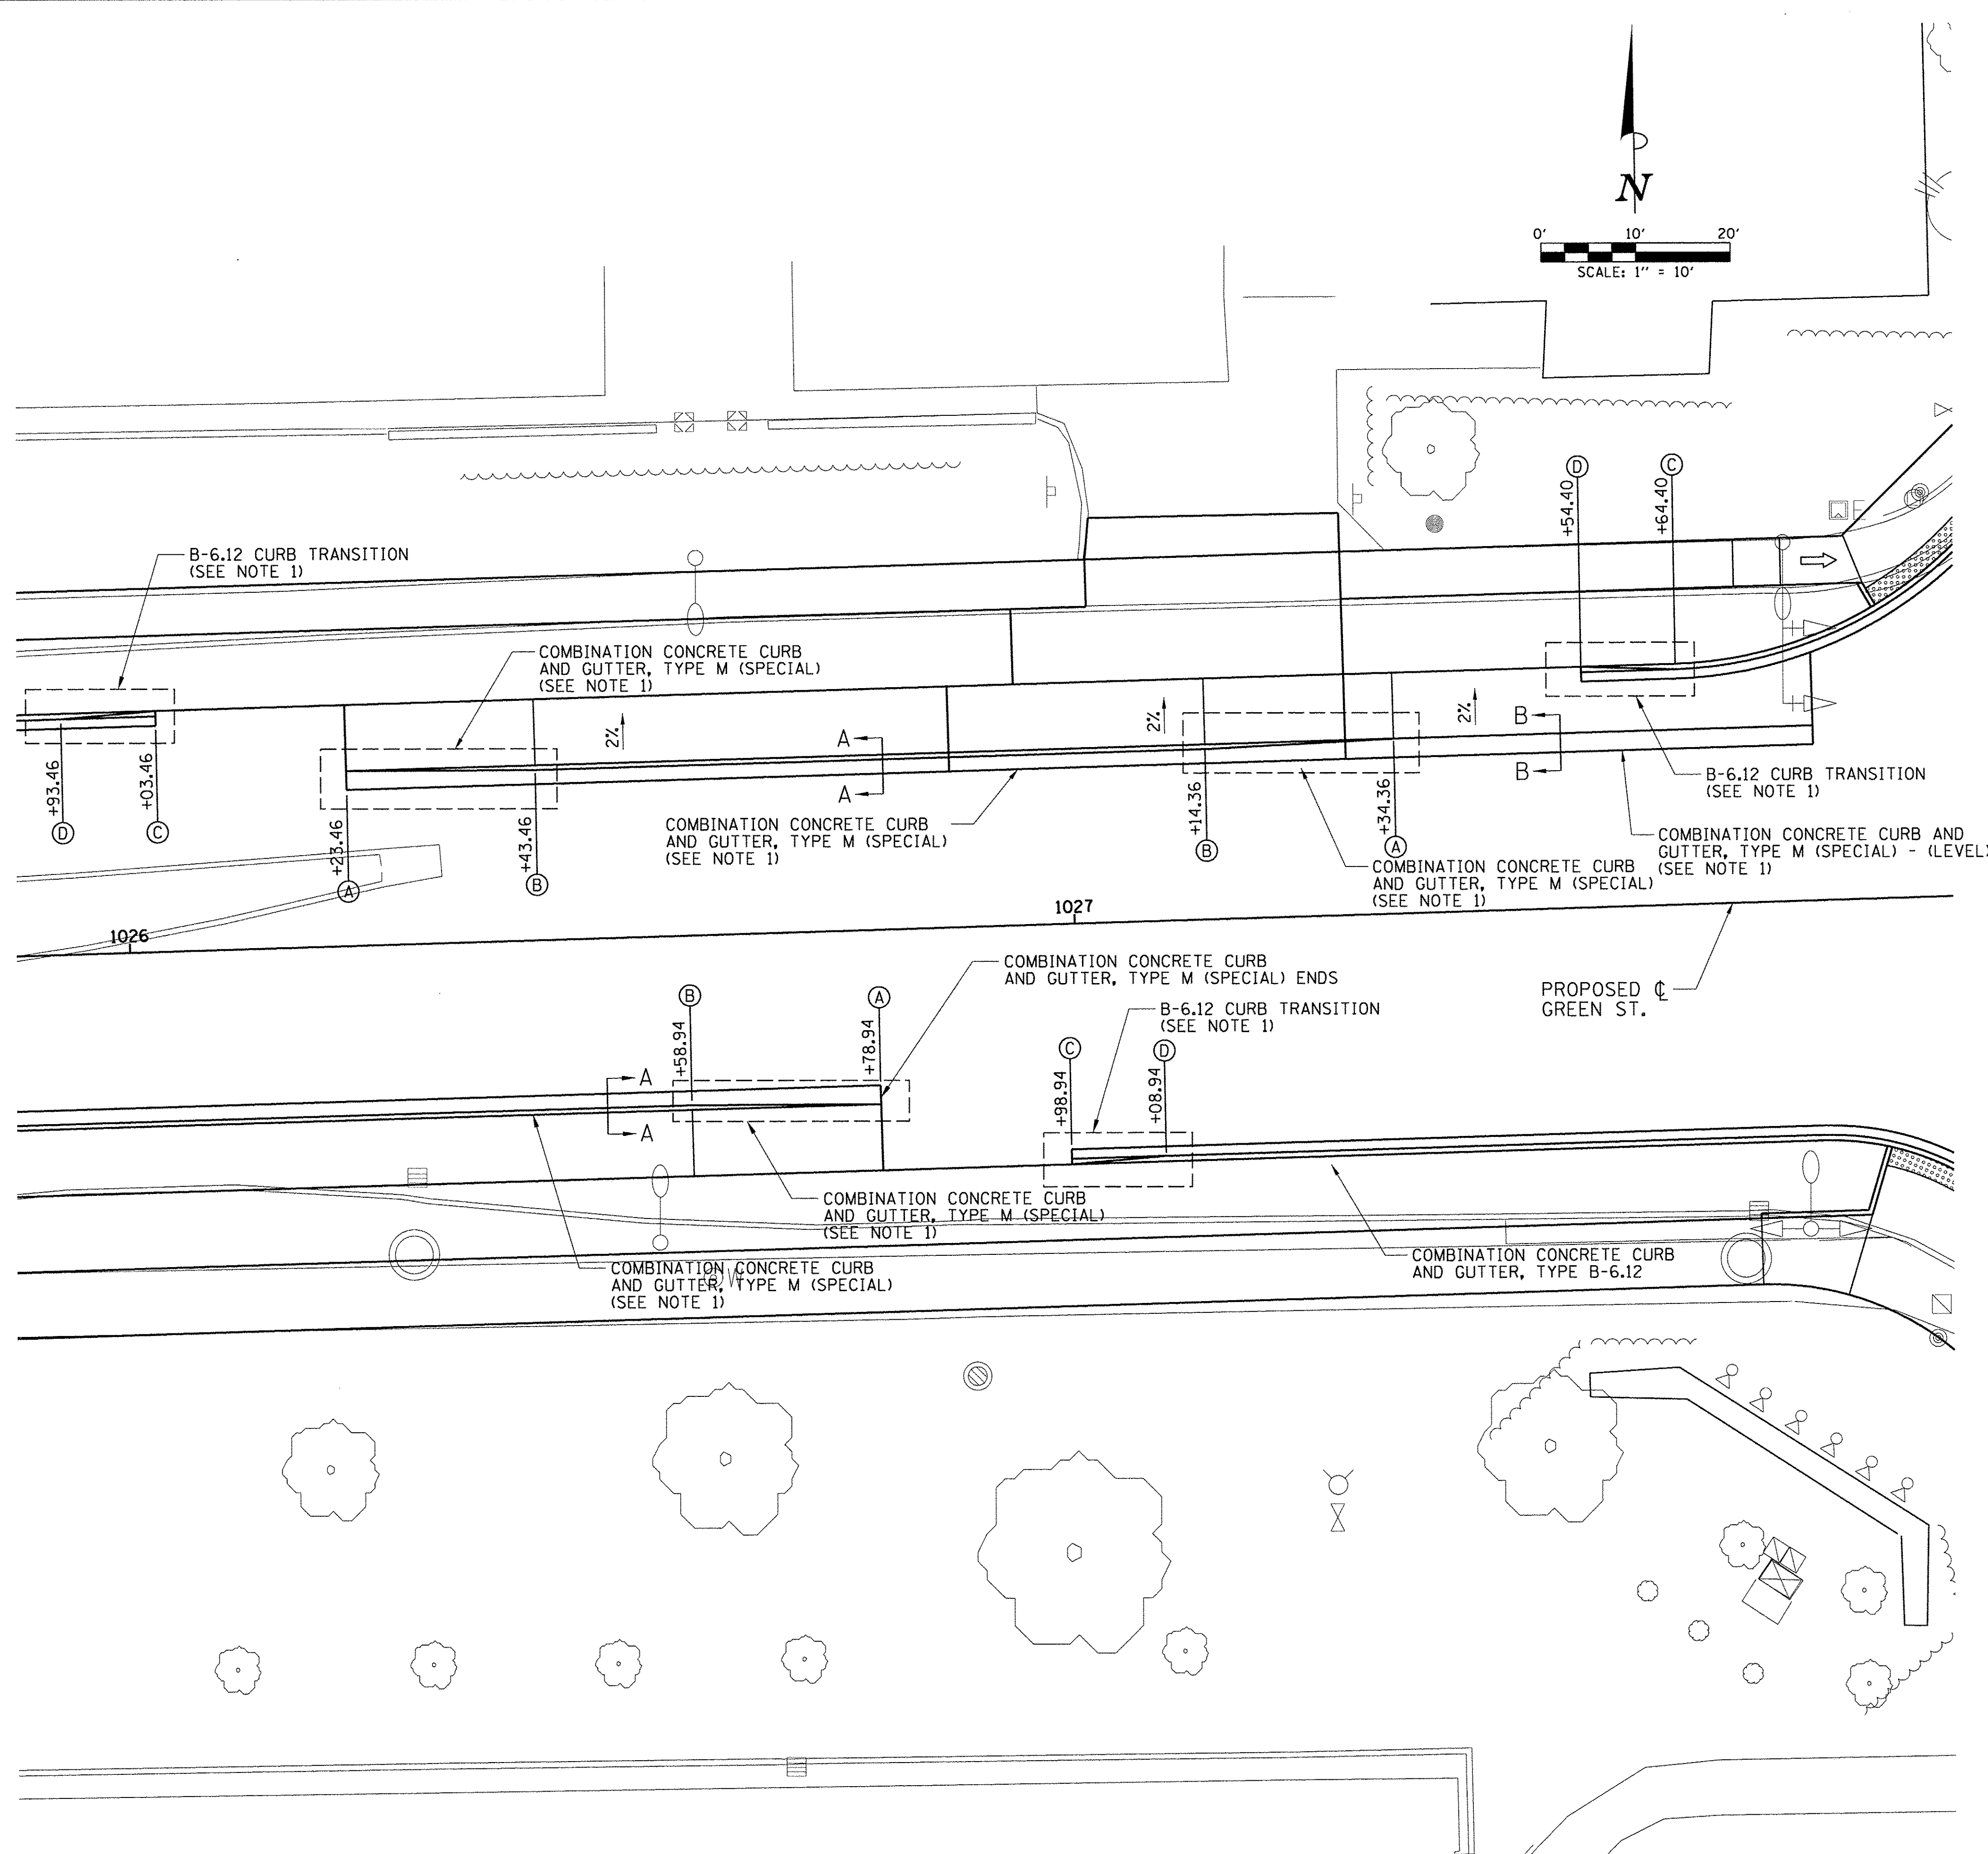 N
0' 10' 20'
SCALE: 1" = 10'
D
C
+54.40
+64.40
B-6.12 CURB TRANSITION
(SEE NOTE 1)
COMBINATION CONCRETE CURB
AND GUTTER, TYPE M (SPECIAL)
(SEE NOTE 1)
2%
2%
2%
A
A
B
B
+93.46
+03.46
D
C
+23.46
+43.46
A
B
+14.36
+34.36
B
A
B-6.12 CURB TRANSITION
(SEE NOTE 1)
COMBINATION CONCRETE CURB
AND GUTTER, TYPE M (SPECIAL)
(SEE NOTE 1)
COMBINATION CONCRETE CURB AND
GUTTER, TYPE M (SPECIAL) - (LEVEL)
(SEE NOTE 1)
COMBINATION CONCRETE CURB
AND GUTTER, TYPE M (SPECIAL)
(SEE NOTE 1)
1026
1027
PROPOSED ℄
GREEN ST.
COMBINATION CONCRETE CURB
AND GUTTER, TYPE M (SPECIAL) ENDS
B-6.12 CURB TRANSITION
(SEE NOTE 1)
B
A
+58.94
+78.94
C
D
+98.94
+08.94
A
A
COMBINATION CONCRETE CURB
AND GUTTER, TYPE M (SPECIAL)
(SEE NOTE 1)
COMBINATION CONCRETE CURB
AND GUTTER, TYPE M (SPECIAL)
(SEE NOTE 1)
W
COMBINATION CONCRETE CURB
AND GUTTER, TYPE B-6.12